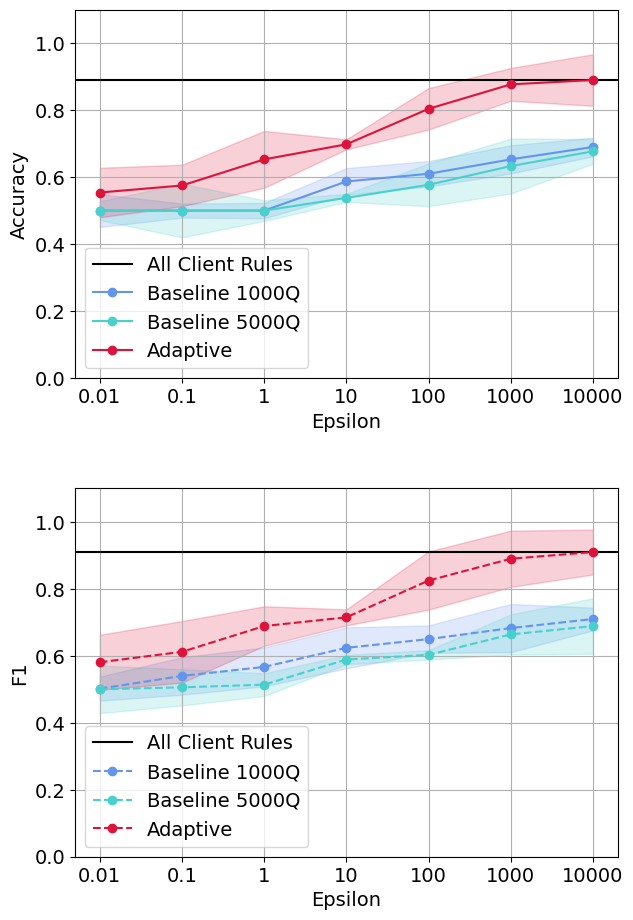 1.0
0.8
0.6
0.4
0.2
0.0
Accuracy
All Client Rules
Baseline 1000Q
Baseline 5000Q
Adaptive
0.01 0.1 1 10 100 1000 10000
Epsilon
1.0
0.8
0.6
0.4
0.2
0.0
F1
All Client Rules
Baseline 1000Q
Baseline 5000Q
Adaptive
0.01 0.1 1 10 100 1000 10000
Epsilon